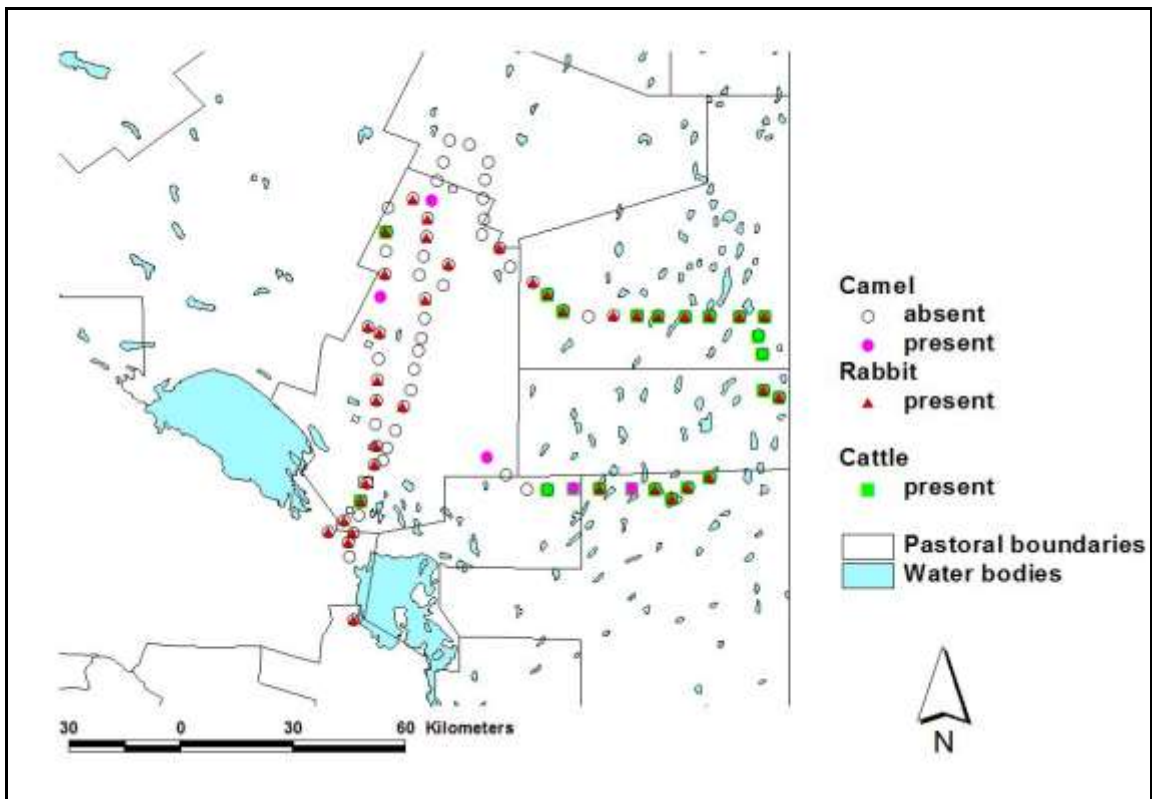 Camel
absent
present
Rabbit
present
Cattle
present
Pastoral boundaries
Water bodies
30 0 30 60 Kilometers
N